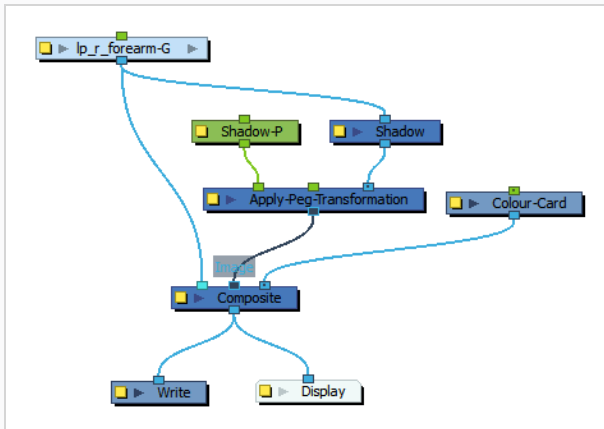 lp_r_forearm-G
Shadow-P
Shadow
Apply-Peg-Transformation
Colour-Card
Image
Composite
Write
Display